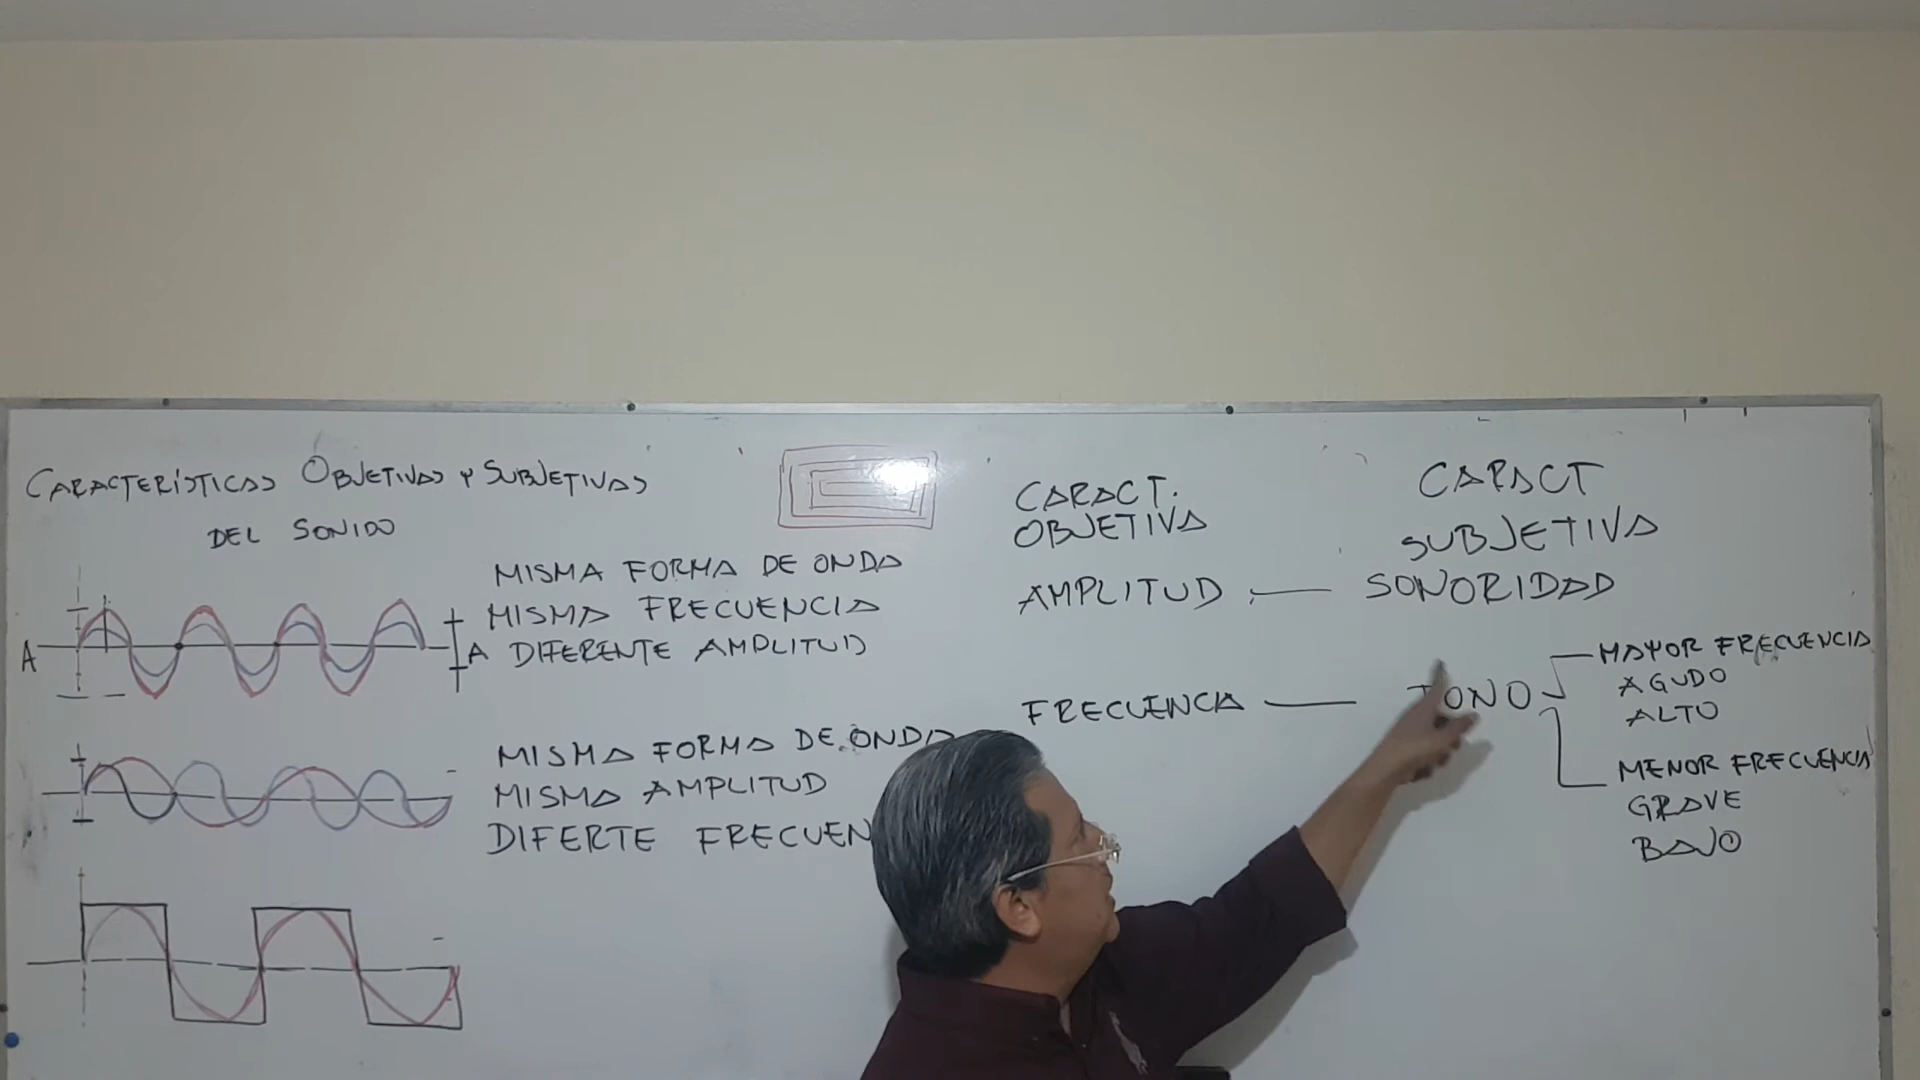 CARACTERÍSTICAS OBJETIVAS Y SUBJETIVAS
DEL SONIDO
MISMA FORMA DE ONDA
MISMA FRECUENCIA
DIFERENTE AMPLITUD
A
A
MISMA FORMA DE ONDA
MISMA AMPLITUD
DIFERTE FRECUEN
CARACT.
OBJETIVA
AMPLITUD
FRECUENCIA
CARACT
SUBJETIVA
SONORIDAD
TONO
MAYOR FRECUENCIA
AGUDO
ALTO
MENOR FRECUENCIA
GRAVE
BAJO